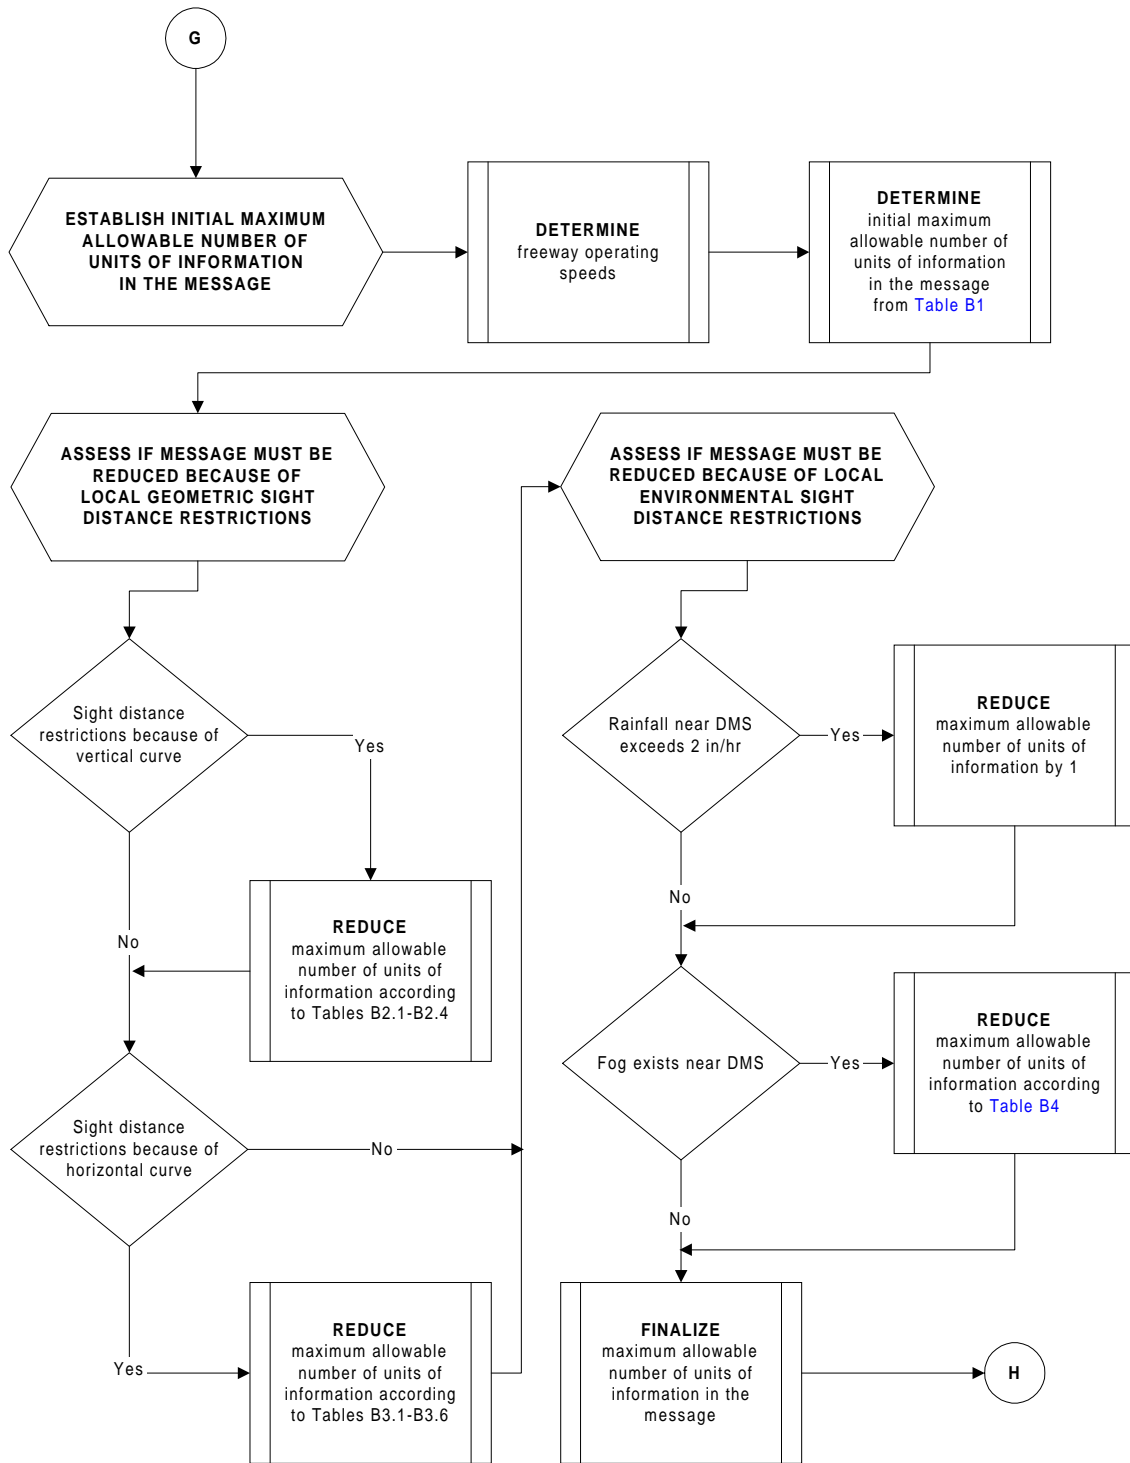 G
ESTABLISH INITIAL MAXIMUM
ALLOWABLE NUMBER OF
UNITS OF INFORMATION
IN THE MESSAGE
DETERMINE
freeway operating
speeds
DETERMINE
initial maximum
allowable number of
units of information
in the message
from Table B1
ASSESS IF MESSAGE MUST BE
REDUCED BECAUSE OF
LOCAL GEOMETRIC SIGHT
DISTANCE RESTRICTIONS
Sight distance
restrictions because of
vertical curve
Yes
No
REDUCE
maximum allowable
number of units of
information according
to Tables B2.1-B2.4
Sight distance
restrictions because of
horizontal curve
No
Yes
REDUCE
maximum allowable
number of units of
information according
to Tables B3.1-B3.6
ASSESS IF MESSAGE MUST BE
REDUCED BECAUSE OF LOCAL
ENVIRONMENTAL SIGHT
DISTANCE RESTRICTIONS
Rainfall near DMS
exceeds 2 in/hr
Yes
REDUCE
maximum allowable
number of units of
information by 1
No
Fog exists near DMS
Yes
REDUCE
maximum allowable
number of units of
information according
to Table B4
No
FINALIZE
maximum allowable
number of units of
information in the
message
H